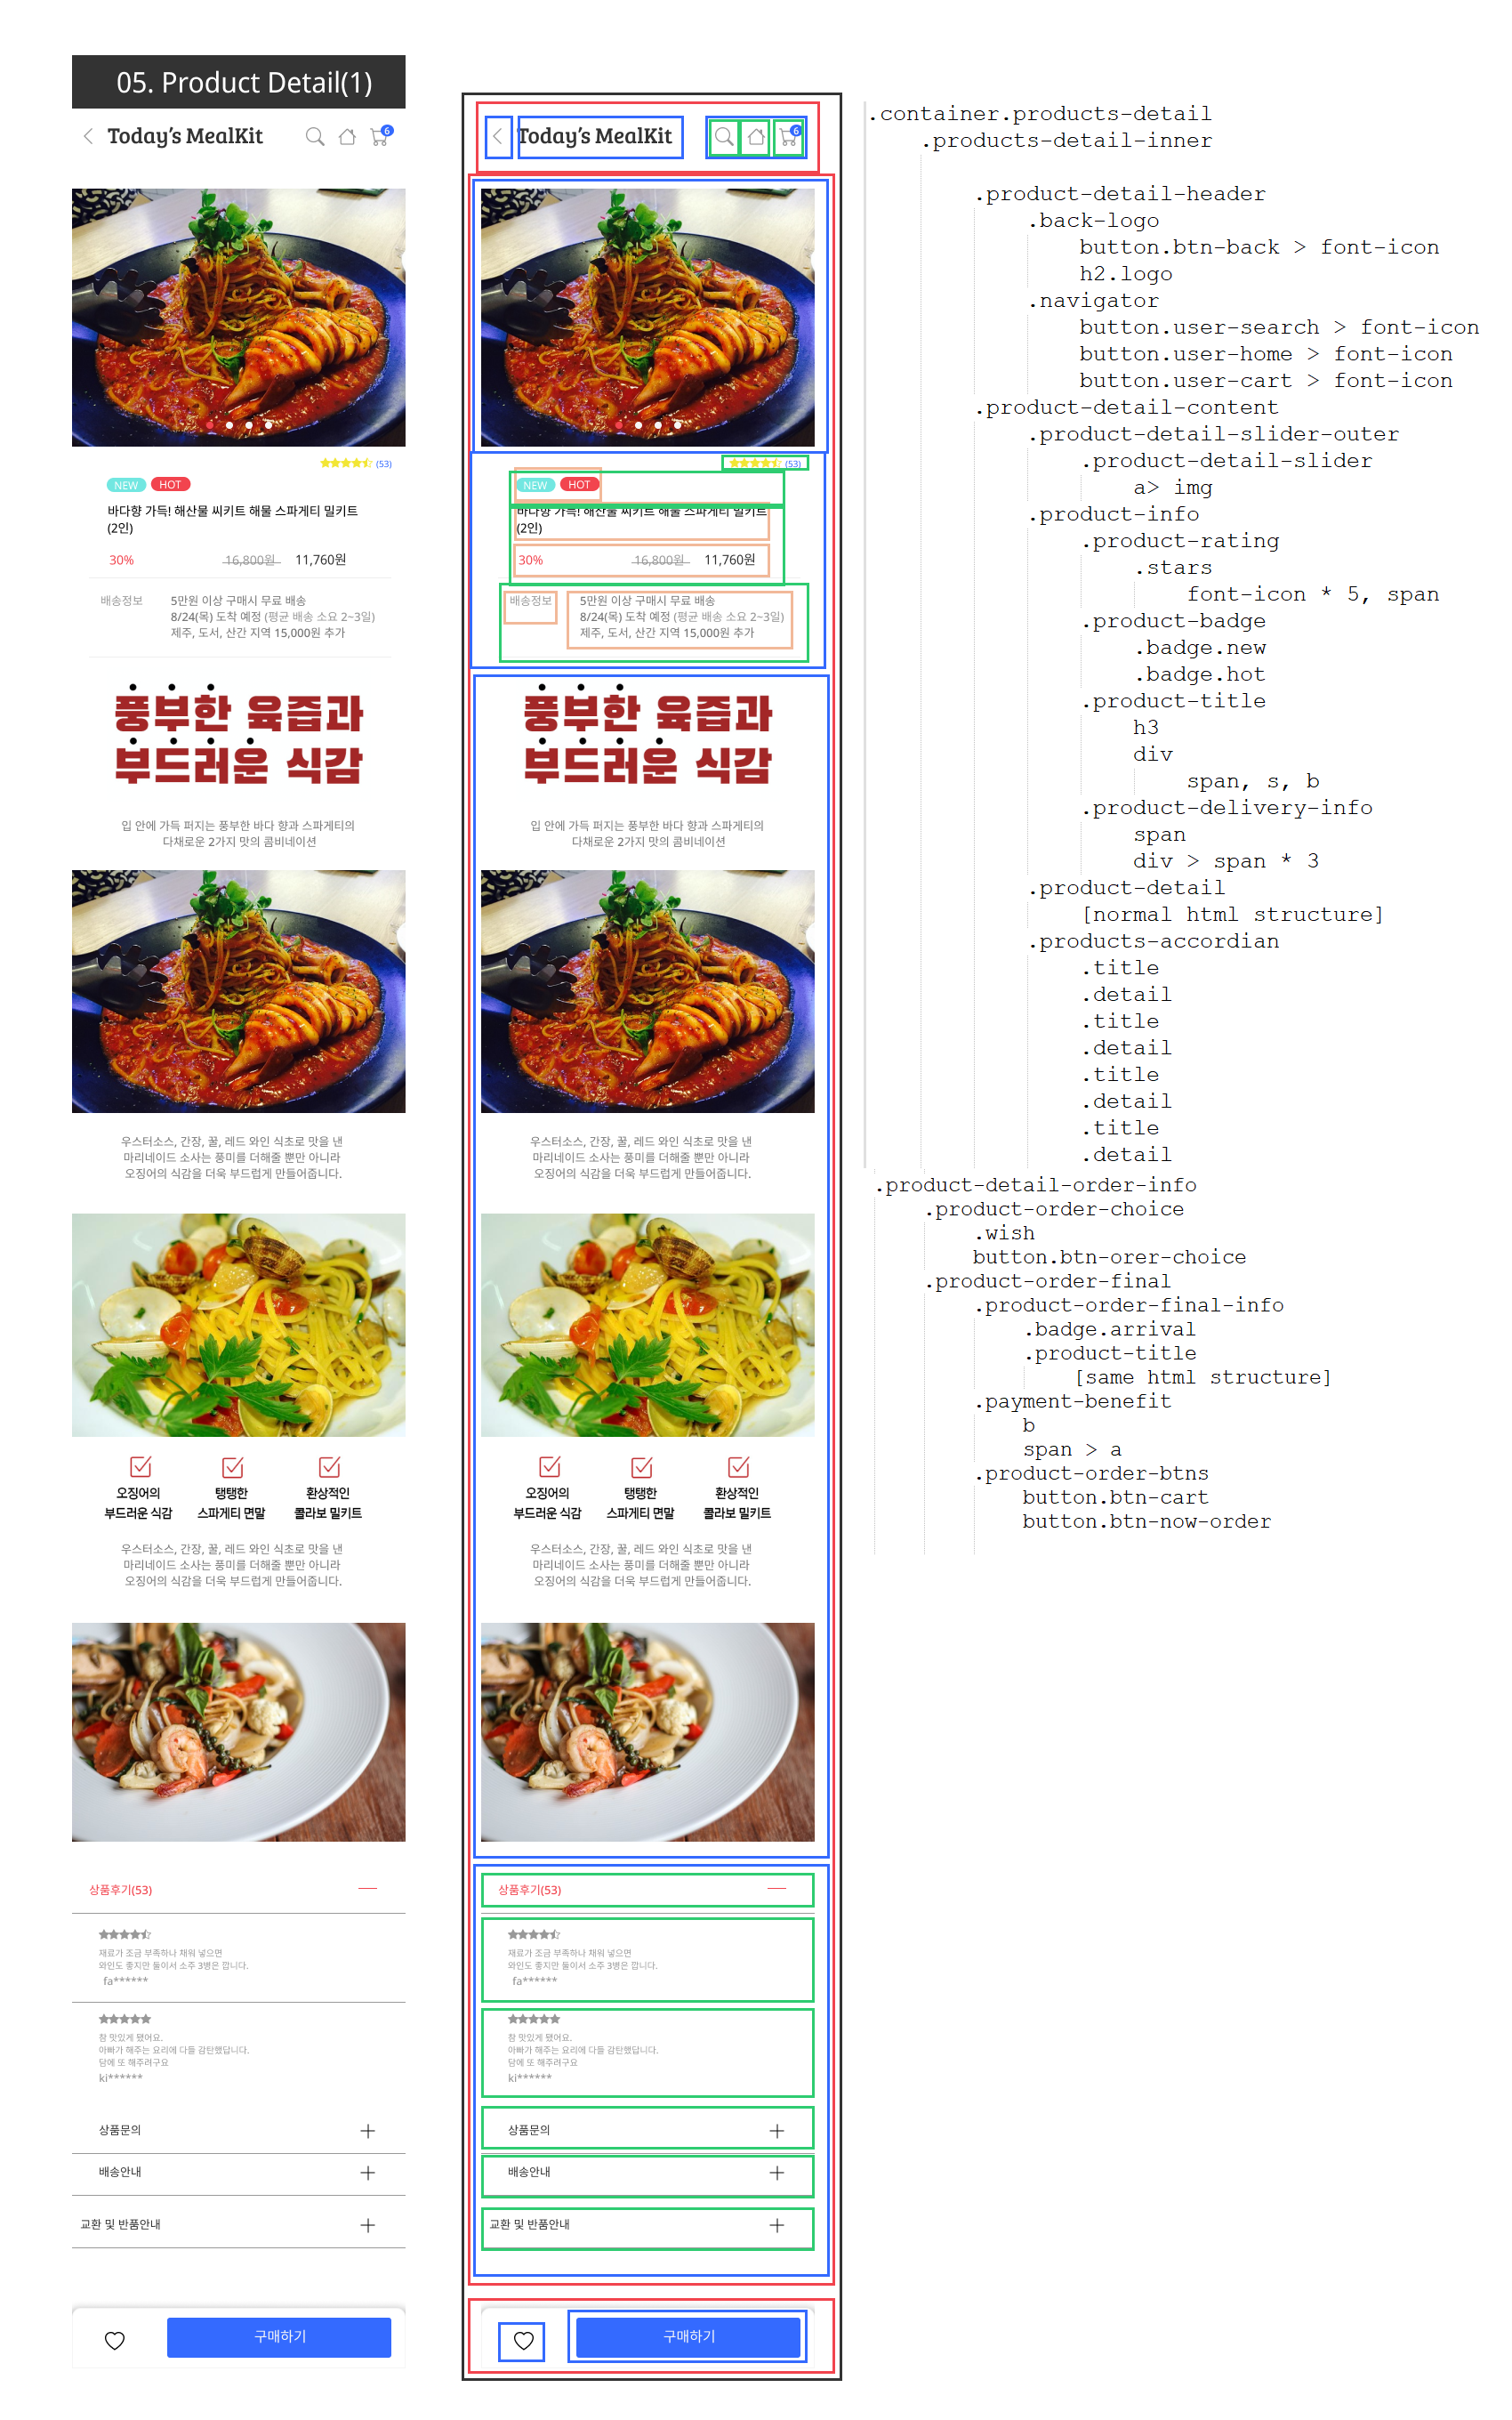 05. Product Detail(1)
Today's MealKit
6
(53)
NEW
HOT
바다향 가득! 해산물 씨키트 해물 스파게티 밀키트
(2인)
30%
16,800원
11,760원
배송정보
5만원 이상 구매시 무료 배송
8/24(목) 도착 예정 (평균 배송 소요 2~3일)
제주, 도서, 산간 지역 15,000원 추가
풍부한 육즙과
부드러운 식감
입 안에 가득 퍼지는 풍부한 바다 향과 스파게티의
다채로운 2가지 맛의 콤비네이션
우스터소스, 간장, 꿀, 레드 와인 식초로 맛을 낸
마리네이드 소사는 풍미를 더해줄 뿐만 아니라
오징어의 식감을 더욱 부드럽게 만들어줍니다.
오징어의
부드러운 식감
탱탱한
스파게티 면말
환상적인
콜라보 밀키트
우스터소스, 간장, 꿀, 레드 와인 식초로 맛을 낸
마리네이드 소사는 풍미를 더해줄 뿐만 아니라
오징어의 식감을 더욱 부드럽게 만들어줍니다.
상품후기(53)
재료가 조금 부족하나 채워 넣으면
와인도 좋지만 둘이서 소주 3병은 깝니다.
fa******
참 맛있게 됐어요.
아빠가 해주는 요리에 다들 감탄했답니다.
담에 또 해주려구요
ki******
상품문의
배송안내
교환 및 반품안내
구매하기
Today's MealKit
6
(53)
NEW
HOT
바다향 가득! 해산물 씨키트 해물 스파게티 밀키트
(2인)
30%
16,800원
11,760원
배송정보
5만원 이상 구매시 무료 배송
8/24(목) 도착 예정 (평균 배송 소요 2~3일)
제주, 도서, 산간 지역 15,000원 추가
풍부한 육즙과
부드러운 식감
입 안에 가득 퍼지는 풍부한 바다 향과 스파게티의
다채로운 2가지 맛의 콤비네이션
우스터소스, 간장, 꿀, 레드 와인 식초로 맛을 낸
마리네이드 소사는 풍미를 더해줄 뿐만 아니라
오징어의 식감을 더욱 부드럽게 만들어줍니다.
오징어의
부드러운 식감
탱탱한
스파게티 면말
환상적인
콜라보 밀키트
우스터소스, 간장, 꿀, 레드 와인 식초로 맛을 낸
마리네이드 소사는 풍미를 더해줄 뿐만 아니라
오징어의 식감을 더욱 부드럽게 만들어줍니다.
상품후기(53)
재료가 조금 부족하나 채워 넣으면
와인도 좋지만 둘이서 소주 3병은 깝니다.
fa******
참 맛있게 됐어요.
아빠가 해주는 요리에 다들 감탄했답니다.
담에 또 해주려구요
ki******
상품문의
배송안내
교환 및 반품안내
구매하기
.container.products-detail
.products-detail-inner
.product-detail-header
.back-logo
button.btn-back > font-icon
h2.logo
.navigator
button.user-search > font-icon
button.user-home > font-icon
button.user-cart > font-icon
.product-detail-content
.product-detail-slider-outer
.product-detail-slider
a> img
.product-info
.product-rating
.stars
font-icon * 5, span
.product-badge
.badge.new
.badge.hot
.product-title
h3
div
span, s, b
.product-delivery-info
span
div > span * 3
.product-detail
[normal html structure]
.products-accordian
.title
.detail
.title
.detail
.title
.detail
.title
.detail
.product-detail-order-info
.product-order-choice
.wish
button.btn-orer-choice
.product-order-final
.product-order-final-info
.badge.arrival
.product-title
[same html structure]
.payment-benefit
b
span > a
.product-order-btns
button.btn-cart
button.btn-now-order